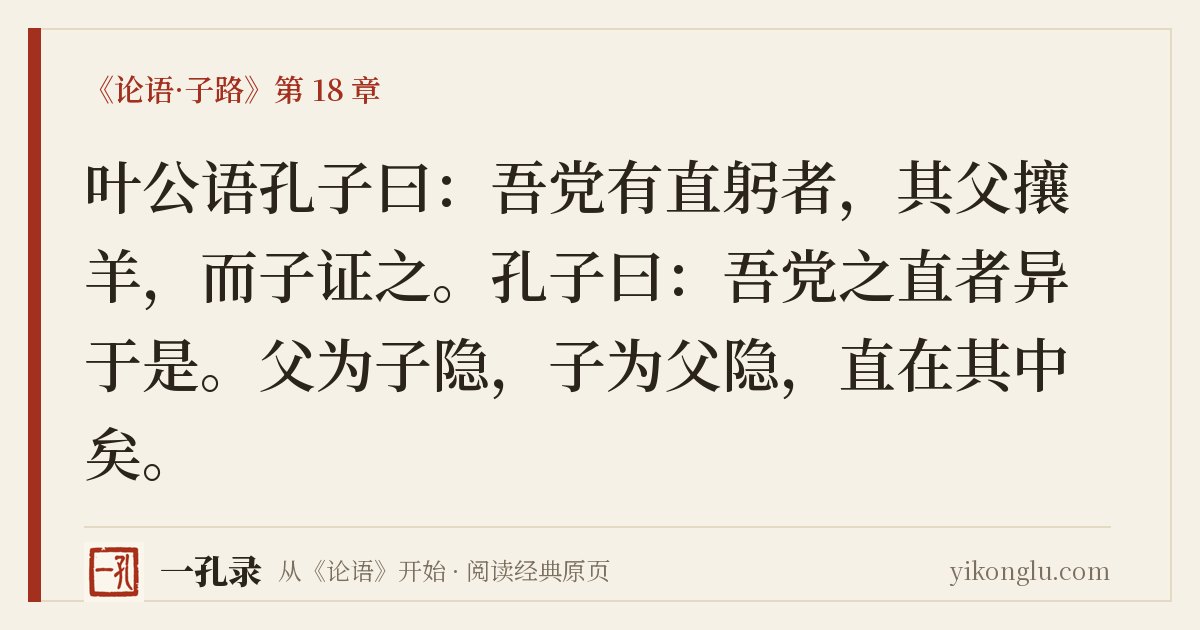 《论语·子路》第 18 章
叶公语孔子曰：吾党有直躬者，其父攘
羊，而子证之。孔子曰：吾党之直者异
于是。父为子隐，子为父隐，直在其中
矣。
一孔
一孔录 从《论语》开始 · 阅读经典原页 yikonglu.com